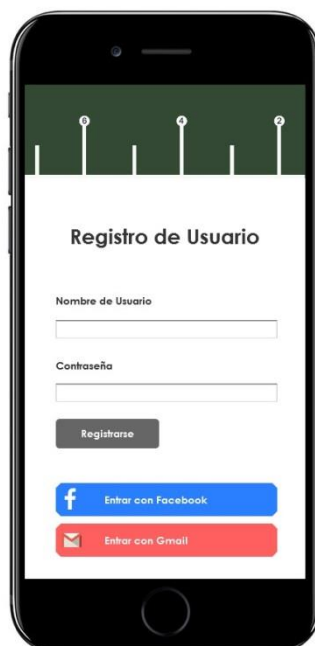 6 4 2
Registro de Usuario
Nombre de Usuario
Contraseña
Registrarse
f Entrar con Facebook
Entrar con Gmail